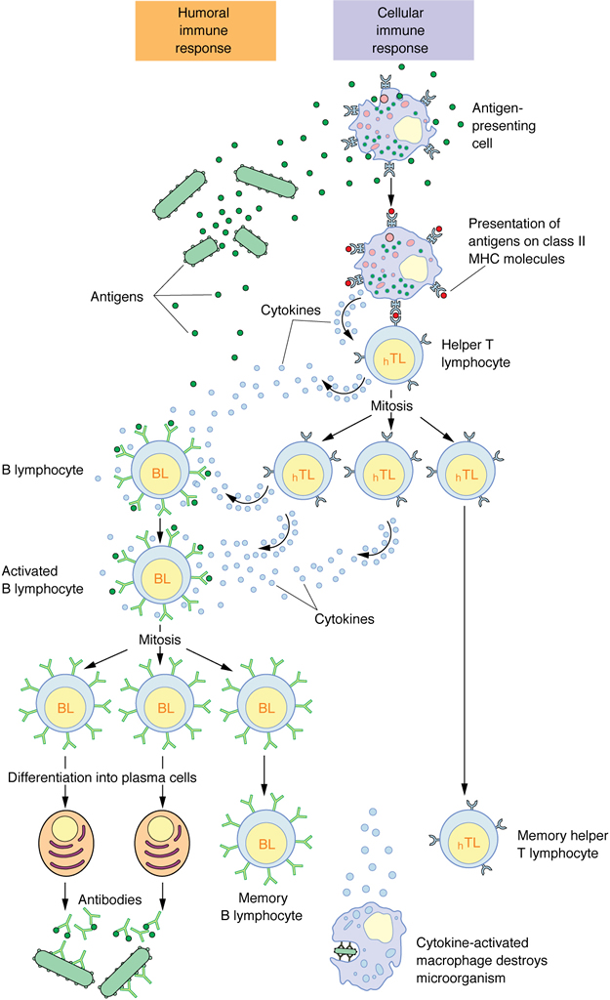 Humoral
immune
response
Cellular
immune
response
Antigen-
presenting
cell
Presentation of
antigens on class II
MHC molecules
Antigens
Cytokines
hTL
Helper T
lymphocyte
Mitosis
B lymphocyte
BL
hTL
hTL
hTL
Activated
B lymphocyte
BL
Cytokines
Mitosis
BL
BL
BL
Differentiation into plasma cells
BL
hTL
Memory helper
T lymphocyte
Antibodies
Memory
B lymphocyte
Cytokine-activated
macrophage destroys
microorganism